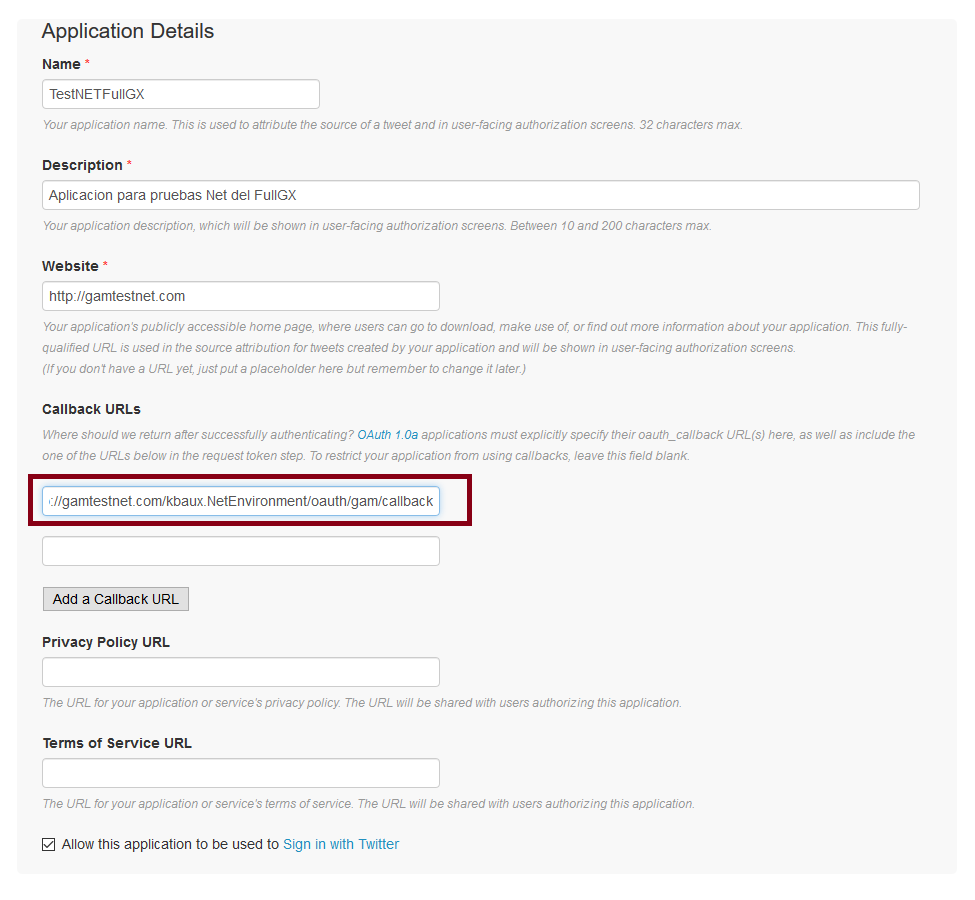 Application Details
Name *
TestNETFullGX
Your application name. This is used to attribute the source of a tweet and in user-facing authorization screens. 32 characters max.
Description *
Aplicacion para pruebas Net del FullGX
Your application description, which will be shown in user-facing authorization screens. Between 10 and 200 characters max.
Website *
http://gamtestnet.com
Your application's publicly accessible home page, where users can go to download, make use of, or find out more information about your application. This fully-
qualified URL is used in the source attribution for tweets created by your application and will be shown in user-facing authorization screens.
(If you don't have a URL yet, just put a placeholder here but remember to change it later.)
Callback URLs
Where should we return after successfully authenticating? OAuth 1.0a applications must explicitly specify their oauth_callback URL(s) here, as well as include the
one of the URLs below in the request token step. To restrict your application from using callbacks, leave this field blank.
://gamtestnet.com/kbaux.NetEnvironment/oauth/gam/callback
Add a Callback URL
Privacy Policy URL
The URL for your application or service's privacy policy. The URL will be shared with users authorizing this application.
Terms of Service URL
The URL for your application or service's terms of service. The URL will be shared with users authorizing this application.
Allow this application to be used to Sign in with Twitter